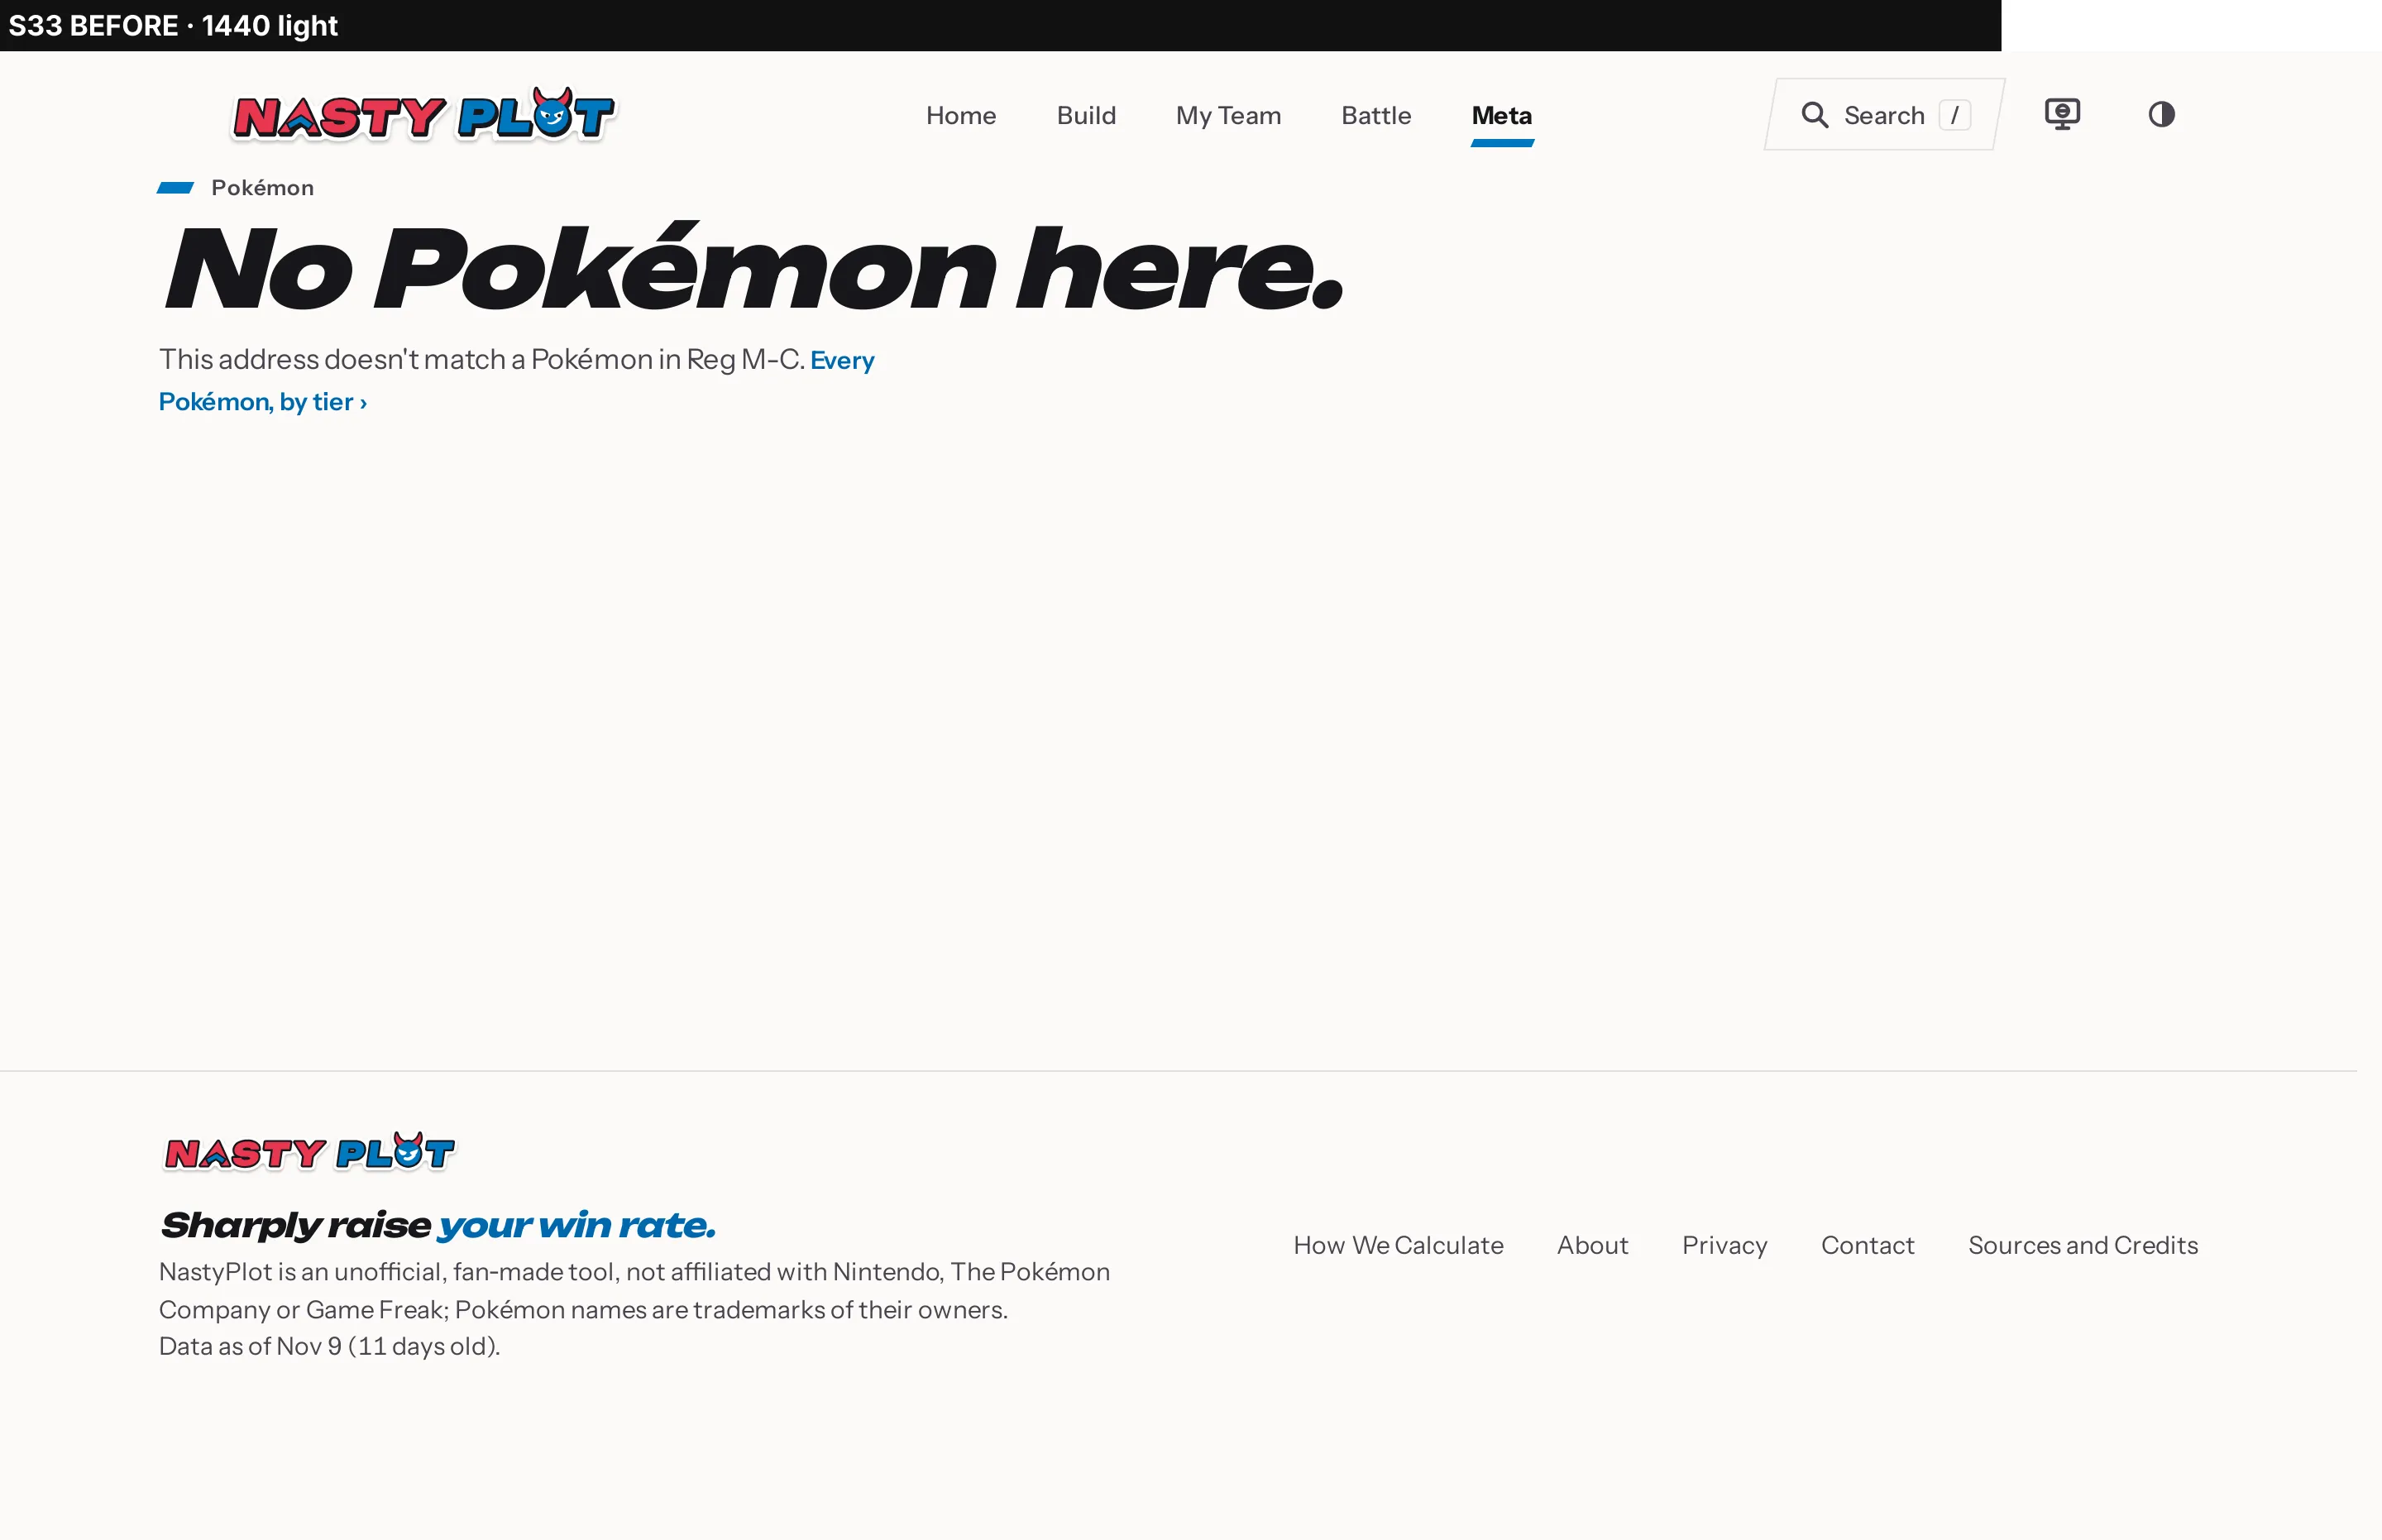 S33 BEFORE · 1440 light
NASTY PLOT
Home Build My Team Battle Meta Search /
Pokémon
No Pokémon here.
This address doesn't match a Pokémon in Reg M-C. Every
Pokémon, by tier ›
NASTY PLOT
Sharply raise your win rate.
How We Calculate About Privacy Contact Sources and Credits
NastyPlot is an unofficial, fan-made tool, not affiliated with Nintendo, The Pokémon
Company or Game Freak; Pokémon names are trademarks of their owners.
Data as of Nov 9 (11 days old).